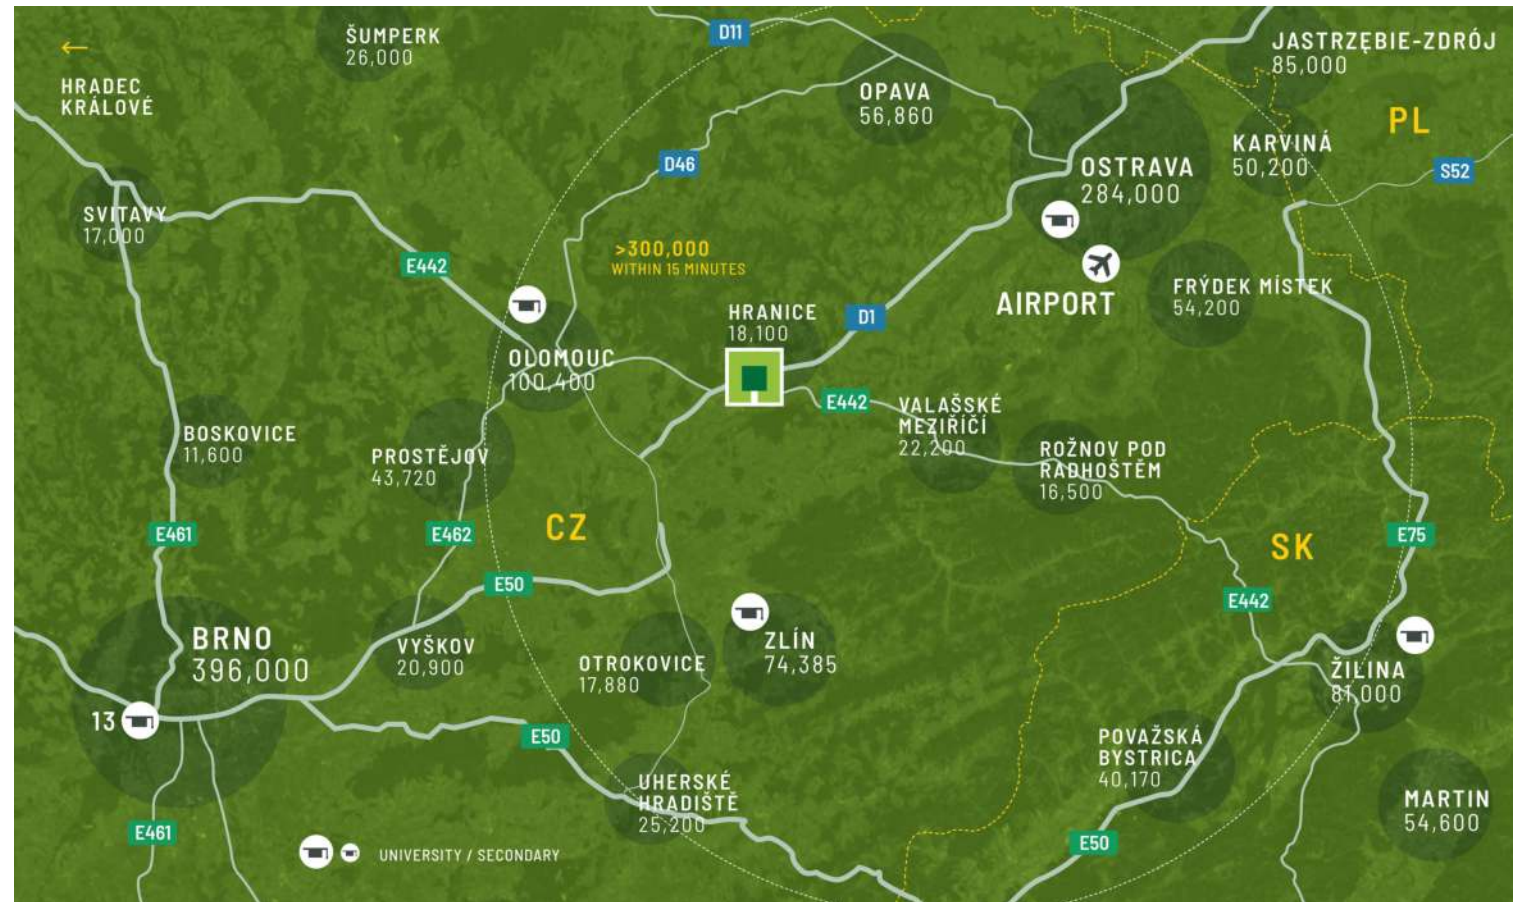 ←
HRADEC
KRÁLOVÉ
ŠUMPERK
26,000
D11
OPAVA
56,860
JASTRZĘBIE-ZDRÓJ
85,000
PL
KARVINÁ
50,200
S52
D46
OSTRAVA
284,000
SVITAVY
17,000
>300,000
WITHIN 15 MINUTES
E442
AIRPORT
FRÝDEK MÍSTEK
54,200
HRANICE
18,100
D1
OLOMOUC
100,400
E442
VALAŠSKÉ
MEZIŘÍČÍ
22,200
BOSKOVICE
11,600
PROSTĚJOV
43,720
ROŽNOV POD
RADHOŠTĚM
16,500
E461
E462
CZ
SK
E75
E50
E442
BRNO
396,000
VYŠKOV
20,900
OTROKOVICE
17,880
ZLÍN
74,385
ŽILINA
81,000
13
E50
POVAŽSKÁ
BYSTRICA
40,170
UHERSKÉ
HRADIŠTĚ
25,200
MARTIN
54,600
E461
E50
UNIVERSITY / SECONDARY